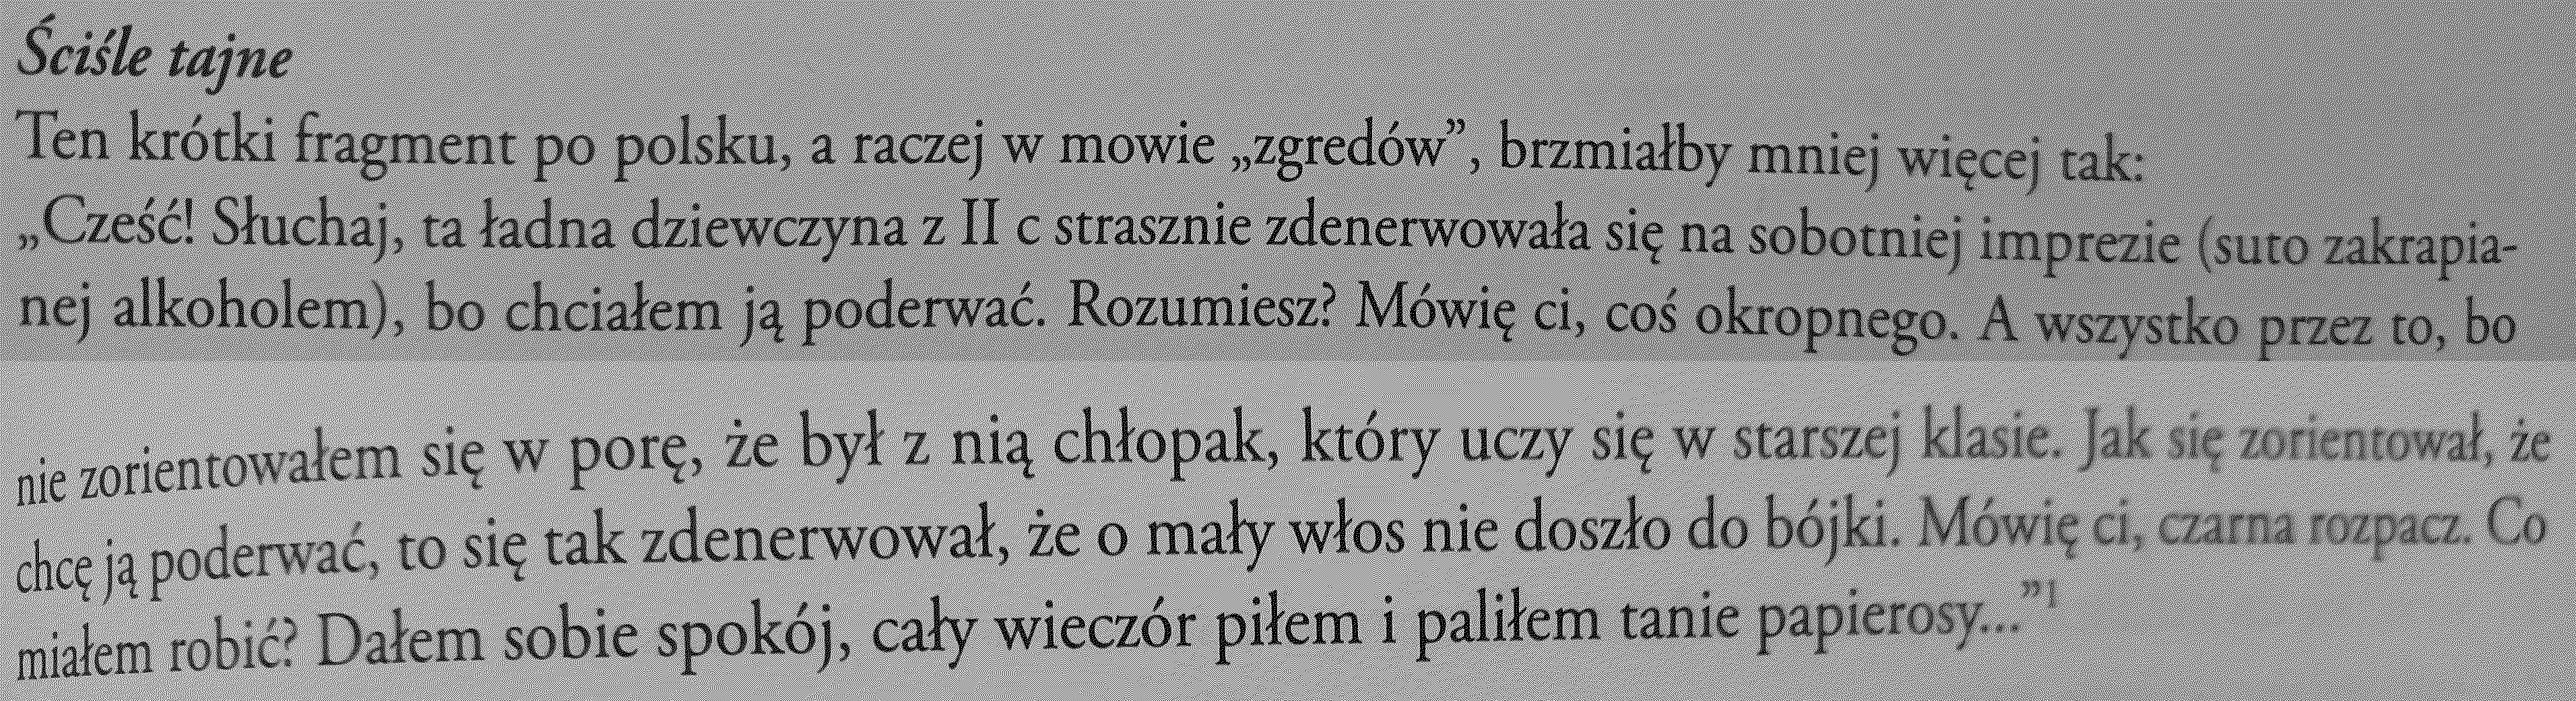 Ściśle tajne
Ten krótki fragment po polsku, a raczej w mowie „zgredów”, brzmiałby mniej więcej tak:
„Cześć! Słuchaj, ta ładna dziewczyna z II c strasznie zdenerwowała się na sobotniej imprezie (suto zakrapia-
nej alkoholem), bo chciałem ją poderwać. Rozumiesz? Mówię ci, coś okropnego. A wszystko przez to, bo
nie zorientowałem się w porę, że był z nią chłopak, który uczy się w starszej klasie. Jak się zorientował, że
chcę ją poderwać, to się tak zdenerwował, że o mały włos nie doszło do bójki. Mówię ci, czarna rozpacz. Co
miałem robić? Dałem sobie spokój, cały wieczór piłem i paliłem tanie papierosy...”1